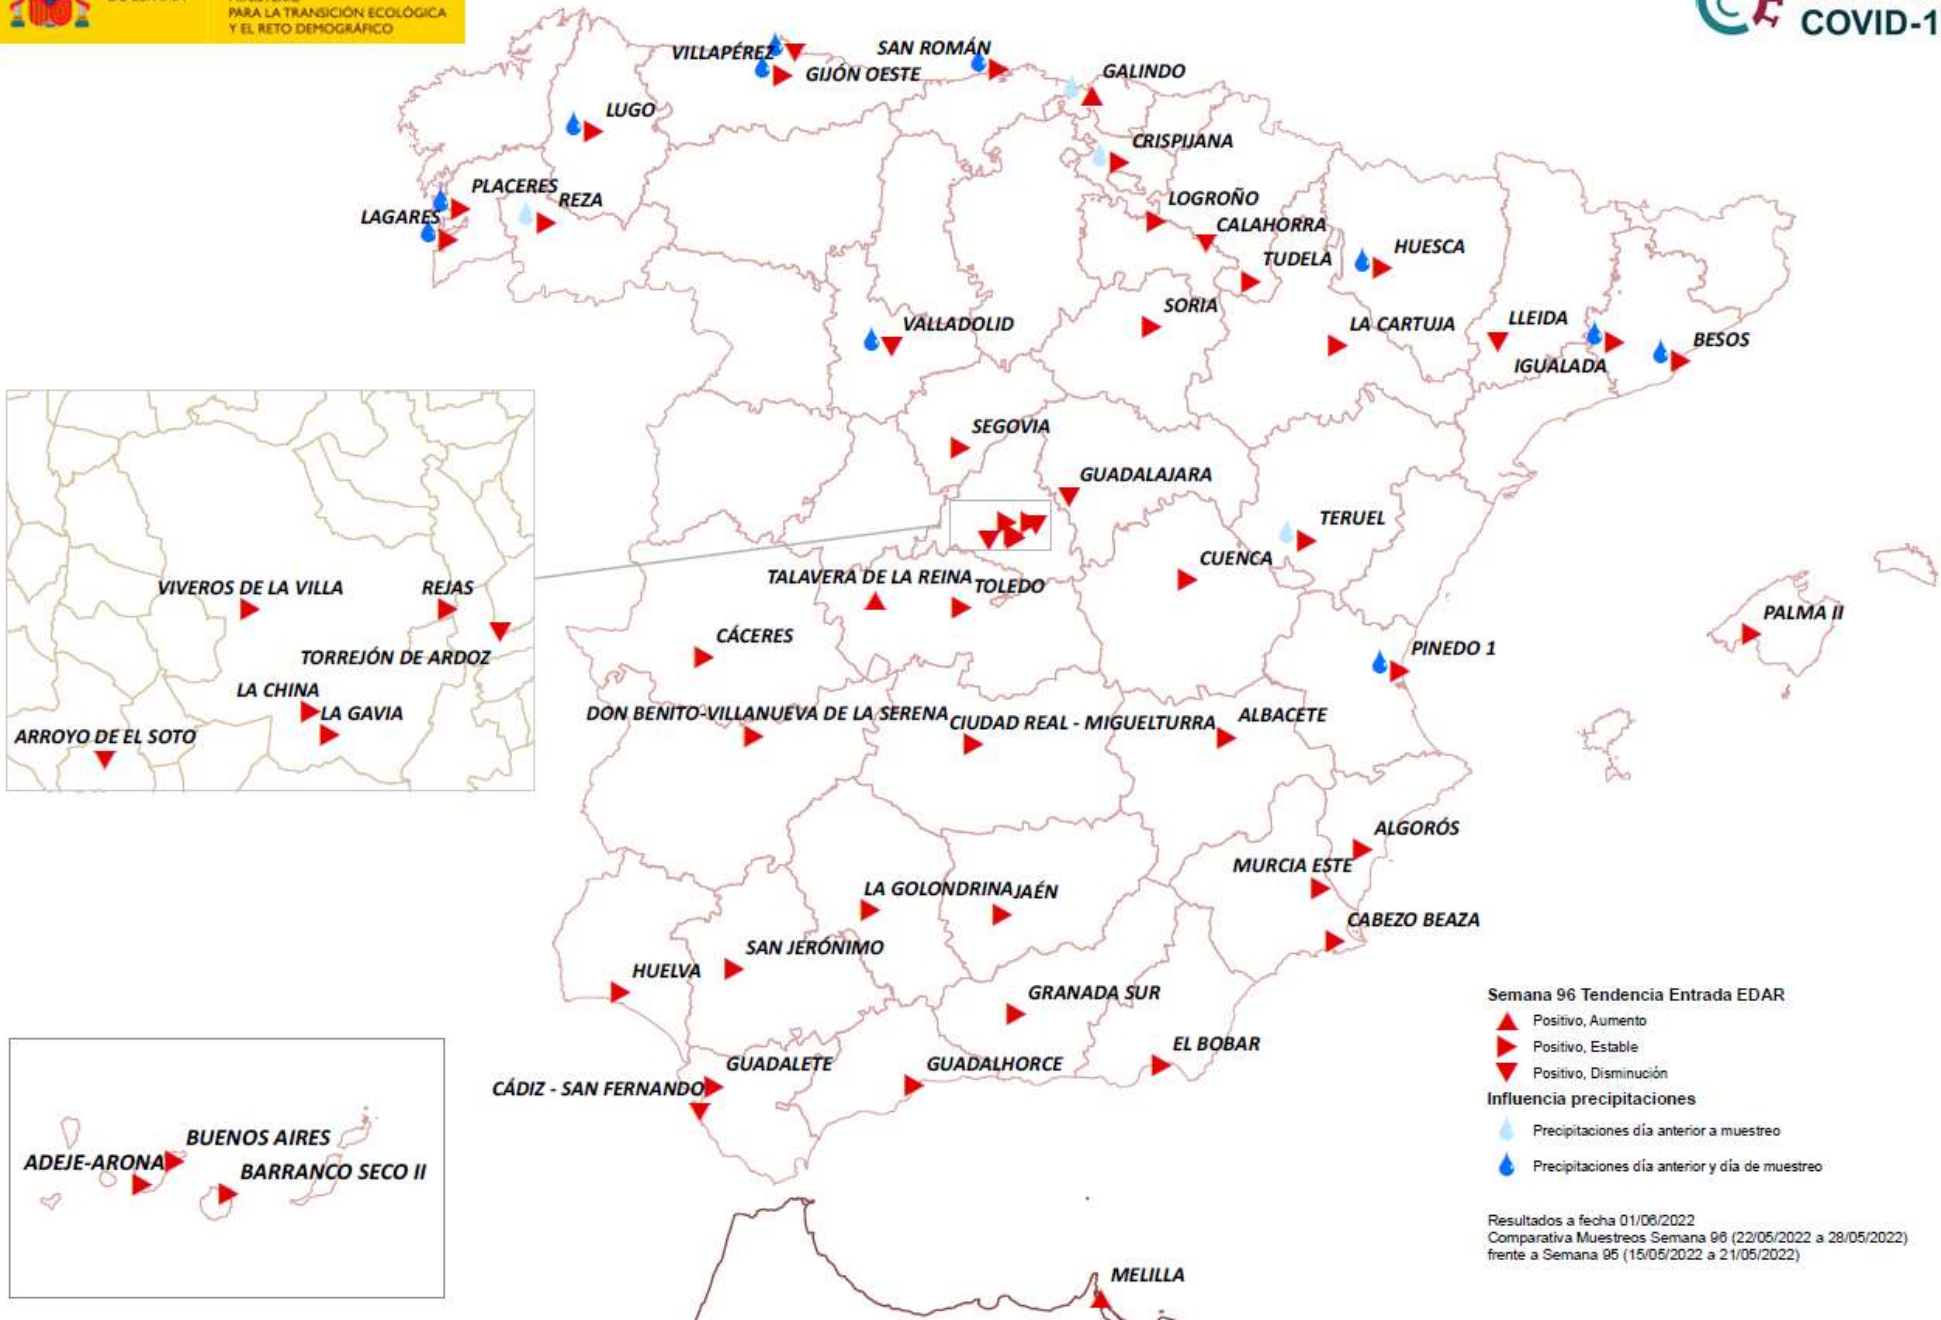 PARA LA TRANSICIÓN ECOLÓGICA
Y EL RETO DEMOGRÁFICO
COVID-1
VILLAPÉREZ
SAN ROMÁN
GIJÓN OESTE
GALINDO
LUGO
CRISPIJANA
PLACERES
REZA
LAGARES
LOGROÑO
CALAHORRA
TUDELA
HUESCA
SORIA
VALLADOLID
LA CARTUJA
LLEIDA
IGUALADA
BESOS
SEGOVIA
GUADALAJARA
TERUEL
CUENCA
TALAVERA DE LA REINA
TOLEDO
VIVEROS DE LA VILLA
REJAS
TORREJÓN DE ARDOZ
LA CHINA
LA GAVIA
ARROYO DE EL SOTO
CÁCERES
PALMA II
PINEDO 1
DON BENITO-VILLANUEVA DE LA SERENA
CIUDAD REAL - MIGUELTURRA
ALBACETE
ALGORÓS
MURCIA ESTE
LA GOLONDRINA
JAÉN
CABEZO BEAZA
SAN JERÓNIMO
HUELVA
GRANADA SUR
EL BOBAR
GUADALETE
GUADALHORCE
CÁDIZ - SAN FERNANDO
BUENOS AIRES
ADEJE-ARONA
BARRANCO SECO II
MELILLA
Semana 96 Tendencia Entrada EDAR
Positivo, Aumento
Positivo, Estable
Positivo, Disminución
Influencia precipitaciones
Precipitaciones día anterior a muestreo
Precipitaciones día anterior y día de muestreo
Resultados a fecha 01/06/2022
Comparativa Muestreos Semana 96 (22/05/2022 a 28/05/2022)
frente a Semana 95 (15/05/2022 a 21/05/2022)